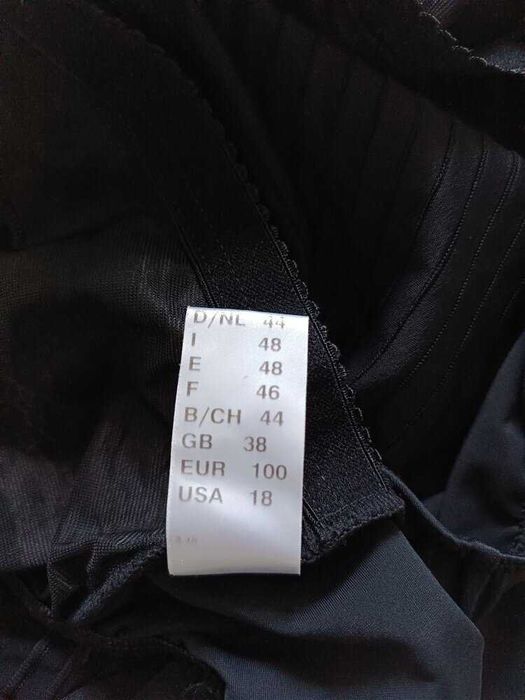 D/NL 44
I 48
E 48
F 46
B/CH 44
GB 38
EUR 100
USA 18